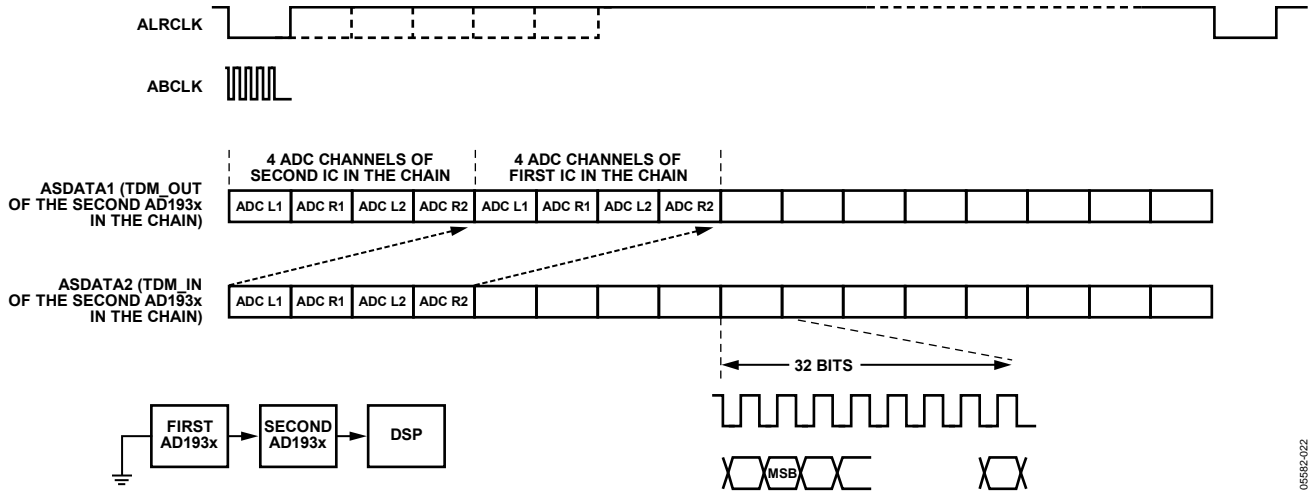 ALRCLK
ABCLK
4 ADC CHANNELS OF
SECOND IC IN THE CHAIN
4 ADC CHANNELS OF
FIRST IC IN THE CHAIN
ASDATA1 (TDM_OUT
OF THE SECOND AD193x
IN THE CHAIN)
ADC L1 ADC R1 ADC L2 ADC R2 ADC L1 ADC R1 ADC L2 ADC R2
ASDATA2 (TDM_IN
OF THE SECOND AD193x
IN THE CHAIN)
ADC L1 ADC R1 ADC L2 ADC R2
32 BITS
FIRST
AD193x
SECOND
AD193x
DSP
MSB
05582-022